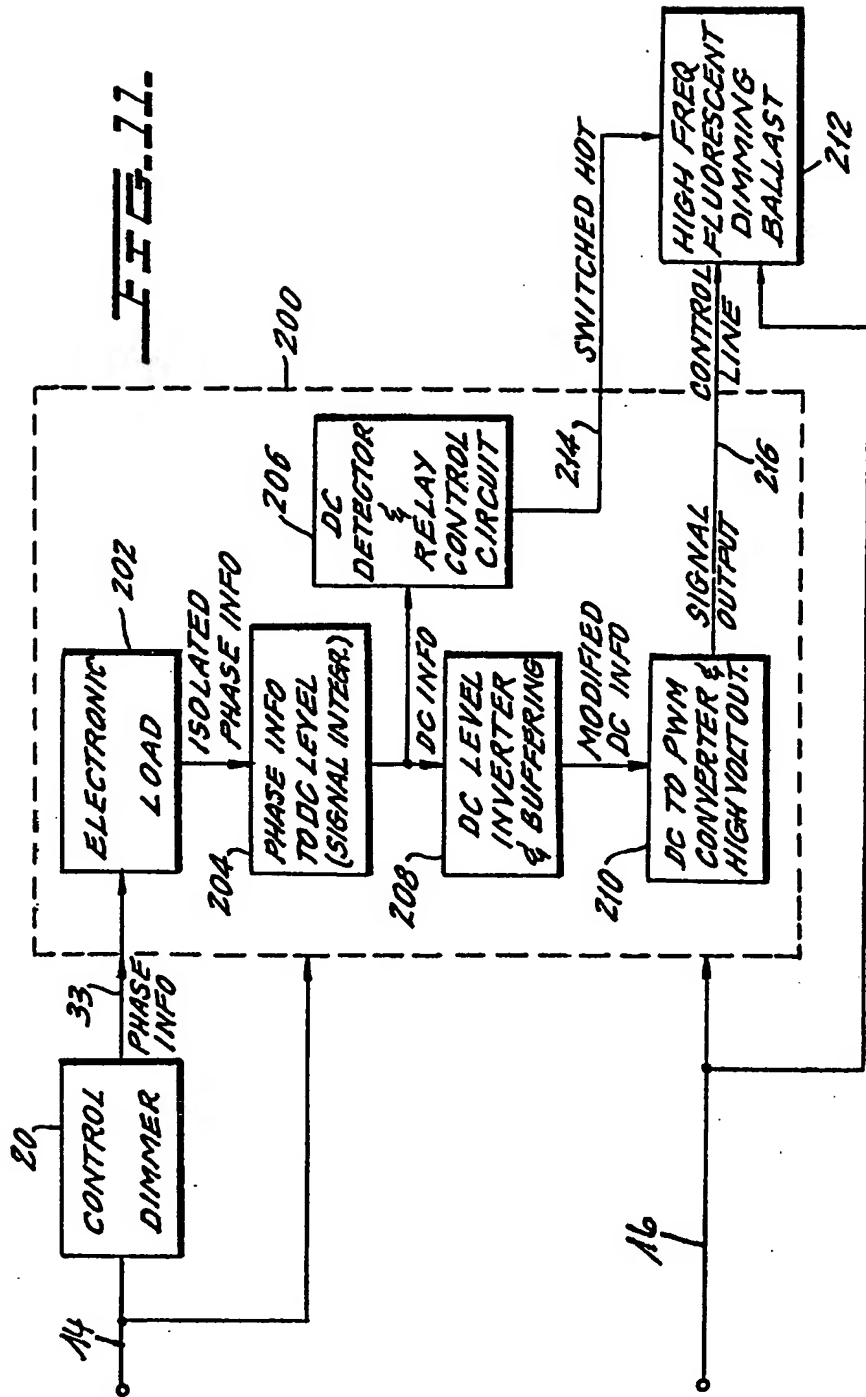 FIG. 11.
14
20
CONTROL
DIMMER
33
PHASE
INFO
200
ELECTRONIC
LOAD
202
ISOLATED
PHASE INFO
204
PHASE INFO
TO DC LEVEL
(SIGNAL INTEGR.)
206
DC
DETECTOR
&
RELAY
CONTROL
CIRCUIT
DC INFO
208
DC LEVEL
INVERTER
& BUFFERING
MODIFIED
DC INFO
210
DC TO PWM
CONVERTER &
HIGH VOLT OUT.
214
SWITCHED HOT
SIGNAL
OUTPUT
216
CONTROL
LINE
HIGH FREQ
FLUORESCENT
DIMMING
BALLAST
212
16